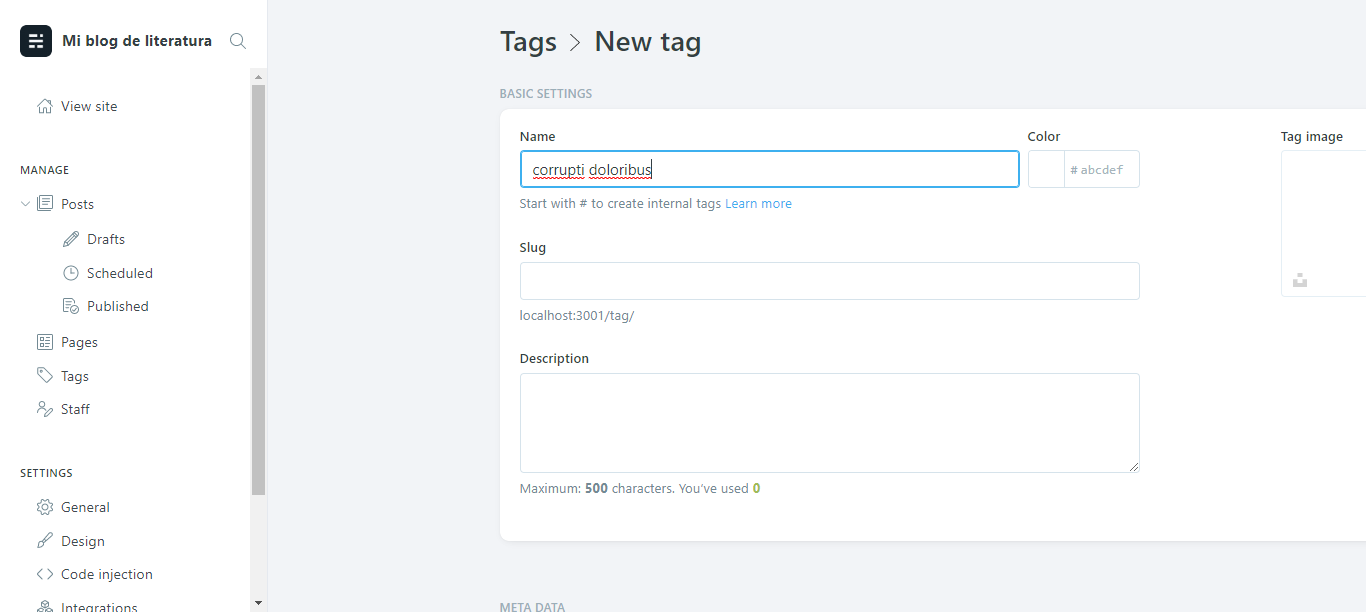 Mi blog de literatura
View site
MANAGE
Posts
Drafts
Scheduled
Published
Pages
Tags
Staff
SETTINGS
General
Design
Code injection
Integrations
Tags > New tag
BASIC SETTINGS
Name
corrupti doloribus
Start with # to create internal tags Learn more
Color
# abcdef
Tag image
Slug
localhost:3001/tag/
Description
Maximum: 500 characters. You’ve used 0
META DATA